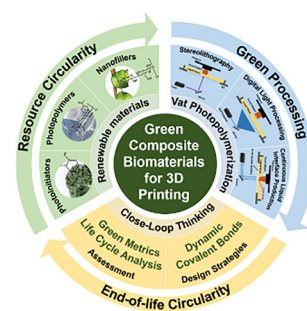 Green
Composite
Biomaterials
for 3D
Printing
Resource Circularity
Renewable materials
Photoinitiators
Photopolymers
Nanofillers
Green Processing
Vat Photopolymerization
Stereolithography
Digital Light Processing
Continuous Liquid
Interface Production
Close-Loop Thinking
Green Metrics
Life Cycle Analysis
Assessment
Dynamic
Covalent Bonds
Design Strategies
End-of-life Circularity